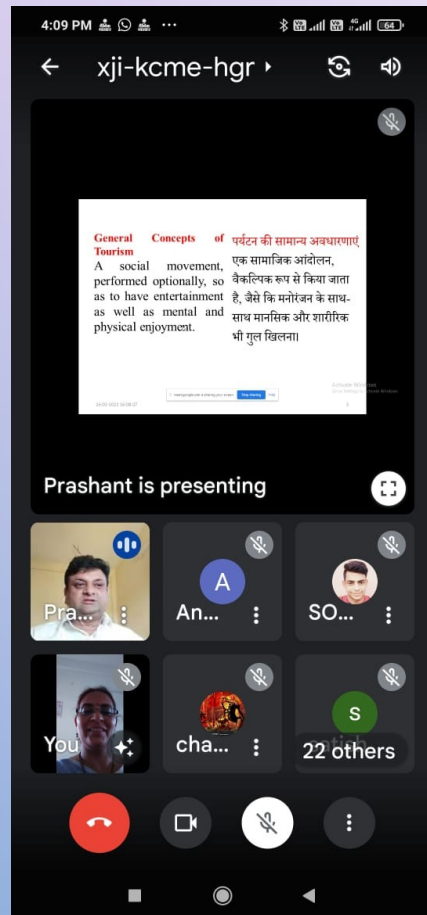 4:09 PM
4G
64
xji-kcme-hgr
General Concepts of
Tourism
A social movement,
performed optionally, so
as to have entertainment
as well as mental and
physical enjoyment.
पर्यटन की सामान्य अवधारणाएं
एक सामाजिक आंदोलन,
वैकल्पिक रूप से किया जाता
है, जैसे कि मनोरंजन के साथ-
साथ मानसिक और शारीरिक
भी गुल खिलना।
Activate Windows
Stop sharing
Hide
Prashant is presenting
Pra...
A
An...
SO...
You
cha...
S
22 others